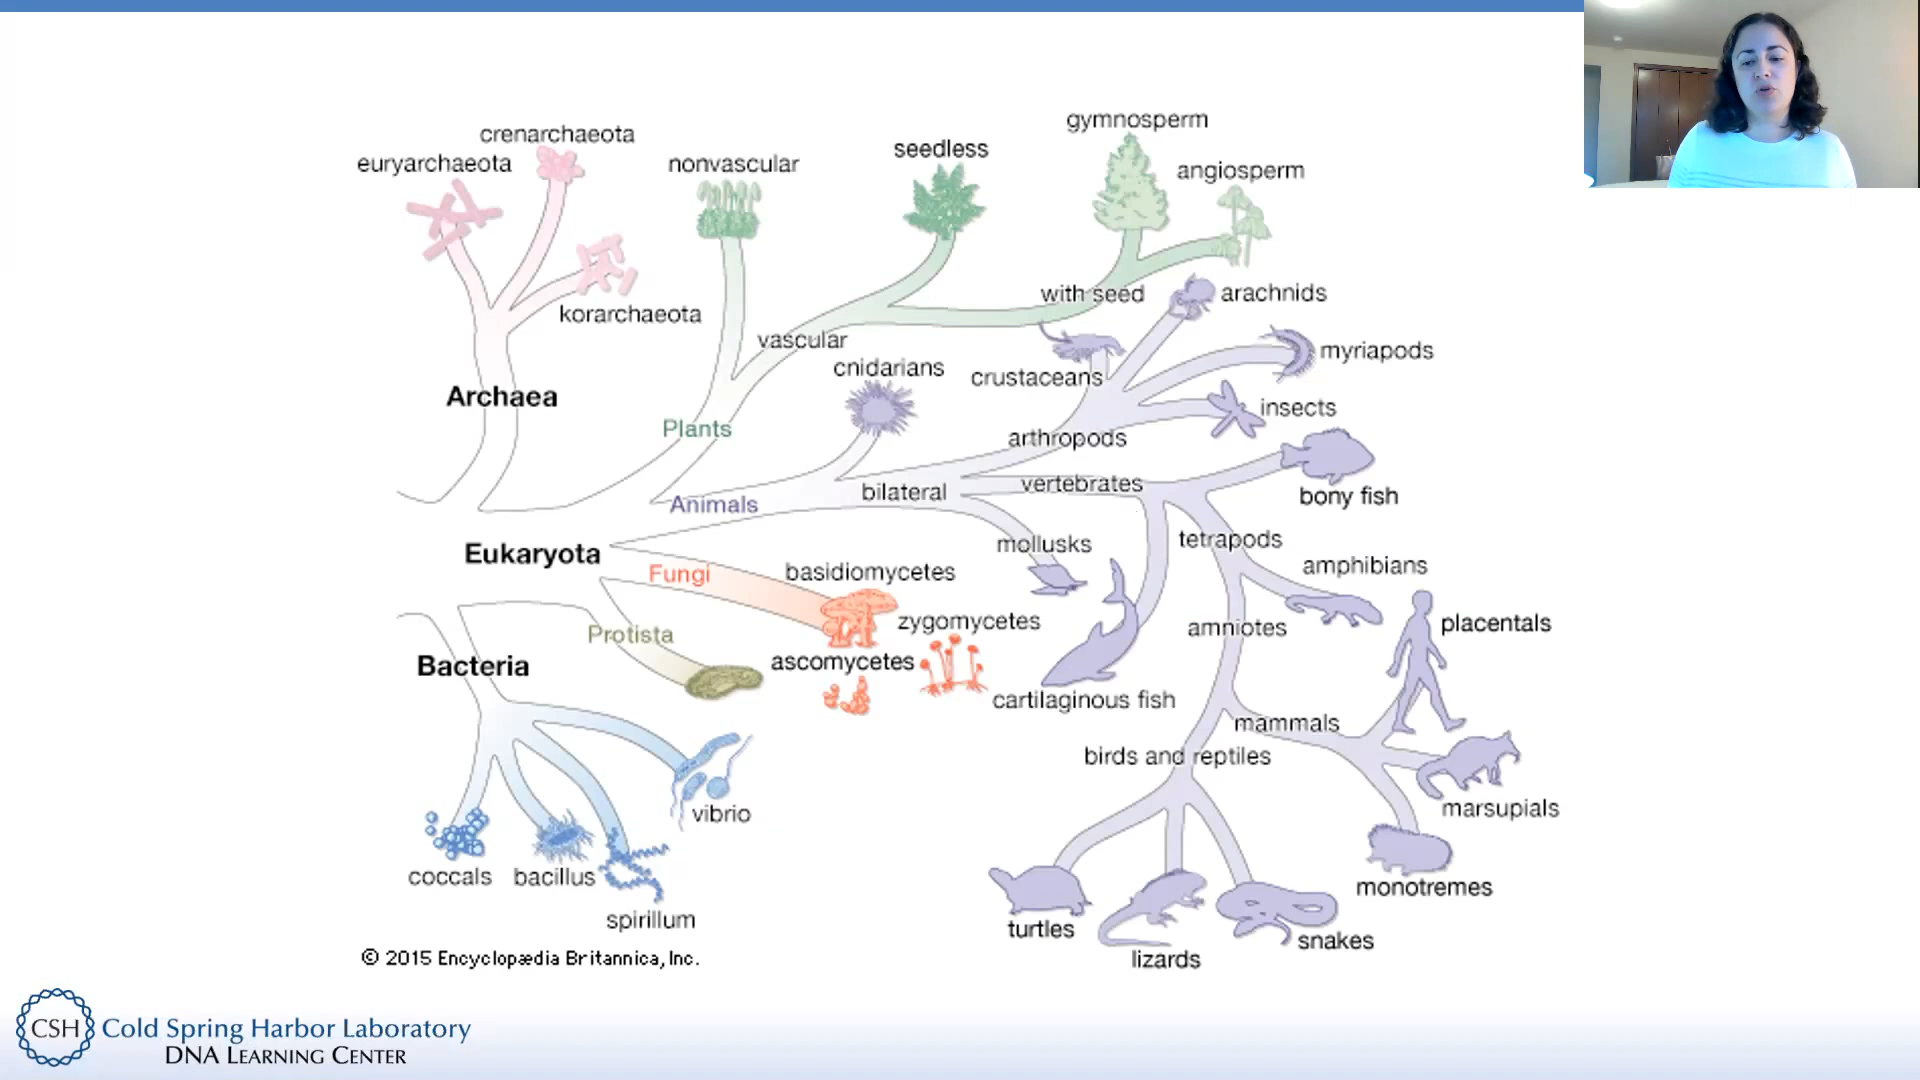 crenarchaeota
euryarchaeota
korarchaeota
Archaea
nonvascular
seedless
gymnosperm
angiosperm
with seed
vascular
Plants
cnidarians
crustaceans
arachnids
myriapods
insects
arthropods
Animals
bilateral
vertebrates
bony fish
mollusks
tetrapods
amphibians
Eukaryota
Fungi
basidiomycetes
zygomycetes
ascomycetes
Protista
cartilaginous fish
amniotes
placentals
mammals
marsupials
monotremes
birds and reptiles
turtles
lizards
snakes
Bacteria
vibrio
coccals
bacillus
spirillum
© 2015 Encyclopædia Britannica, Inc.
CSH Cold Spring Harbor Laboratory
DNA LEARNING CENTER